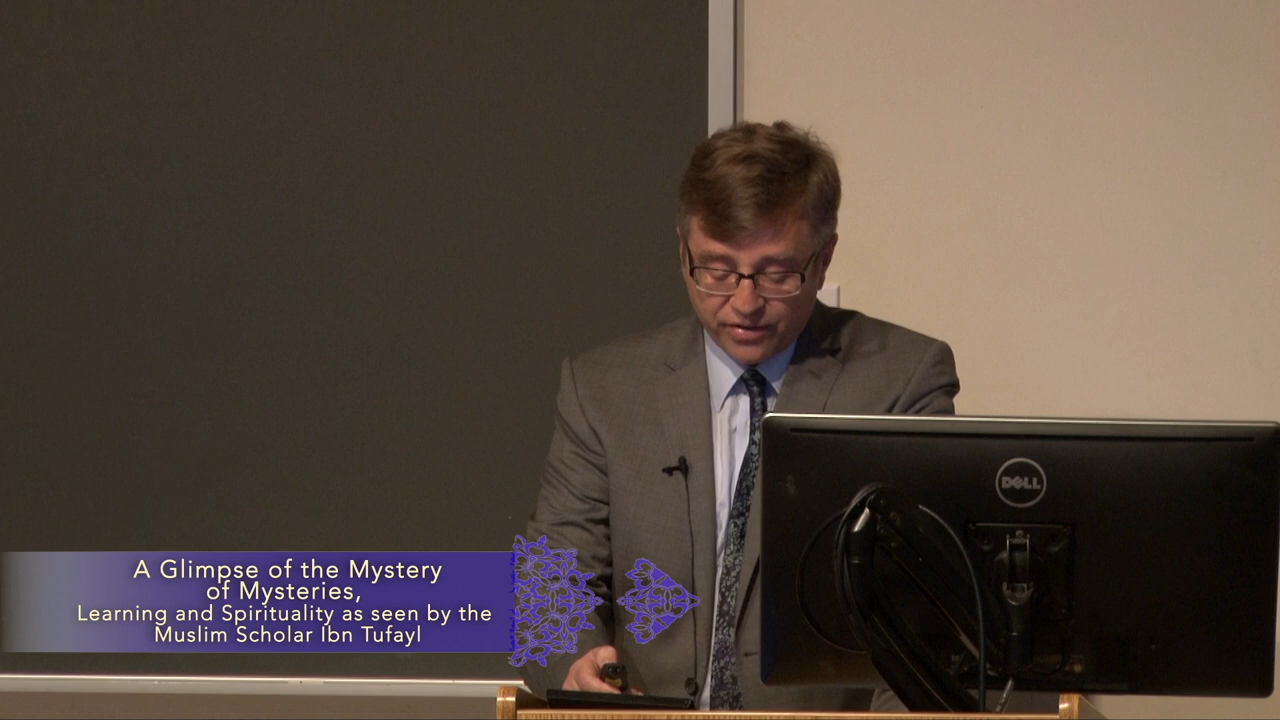 A Glimpse of the Mystery
of Mysteries,
Learning and Spirituality as seen by the
Muslim Scholar Ibn Tufayl
DELL